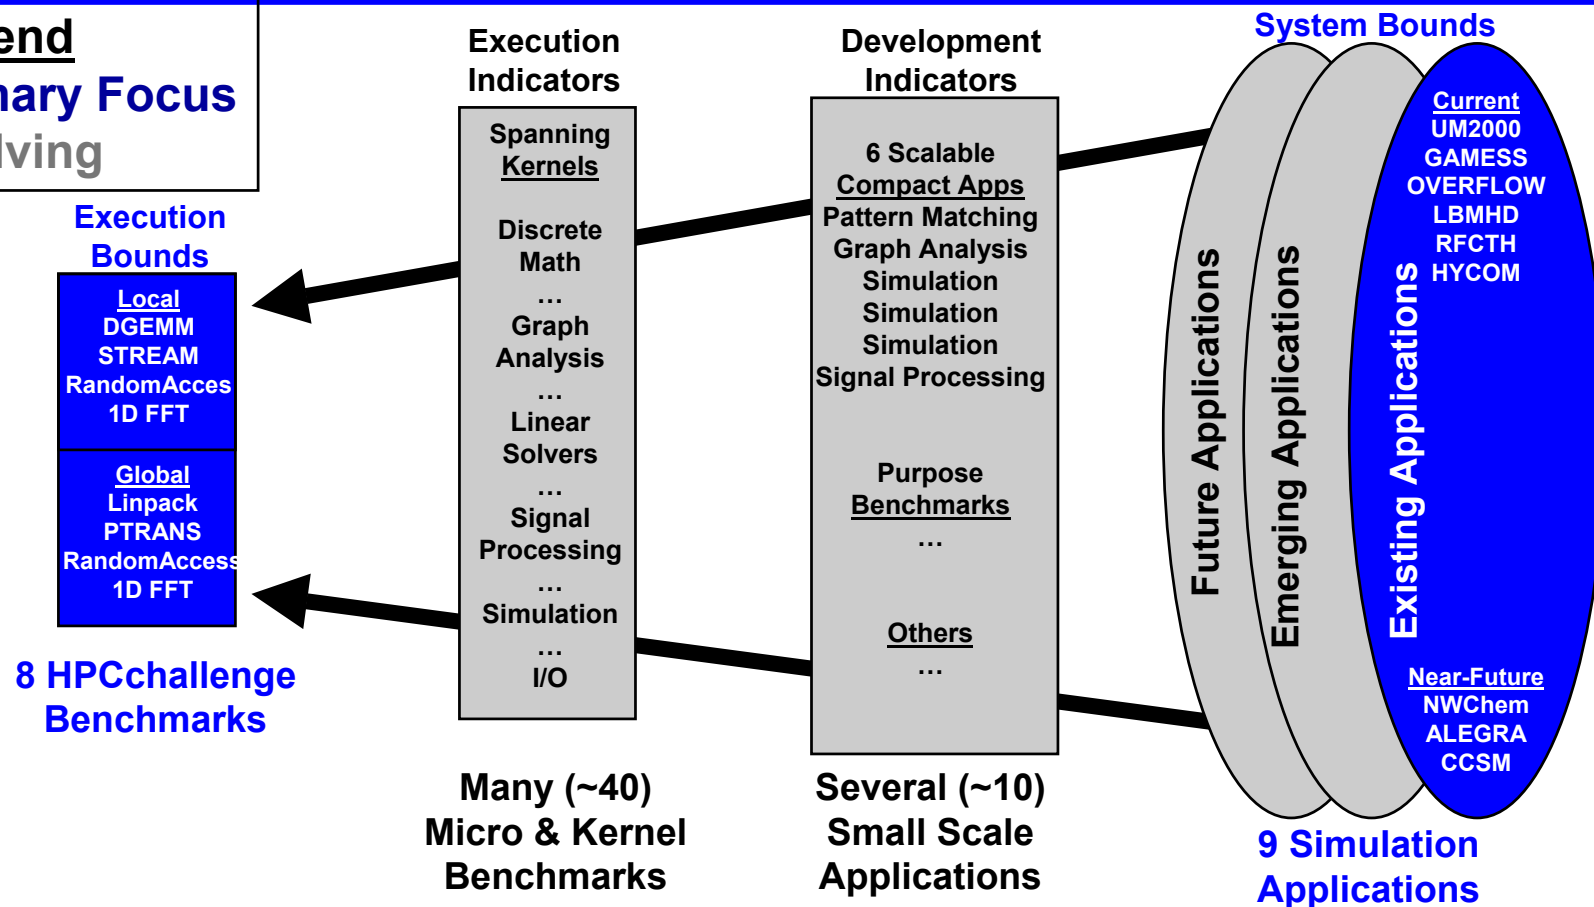 end
nary Focus
lving
Execution
Bounds
Local
DGEMM
STREAM
RandomAcces
1D FFT
Global
Linpack
PTRANS
RandomAccess
1D FFT
8 HPCchallenge
Benchmarks
Execution
Indicators
Spanning
Kernels
Discrete
Math
…
Graph
Analysis
…
Linear
Solvers
…
Signal
Processing
…
Simulation
…
I/O
Many (~40)
Micro & Kernel
Benchmarks
Development
Indicators
6 Scalable
Compact Apps
Pattern Matching
Graph Analysis
Simulation
Simulation
Simulation
Signal Processing
Purpose
Benchmarks
…
Others
…
Several (~10)
Small Scale
Applications
System Bounds
Future Applications
Emerging Applications
Existing Applications
Current
UM2000
GAMESS
OVERFLOW
LBMHD
RFCTH
HYCOM
Near-Future
NWChem
ALEGRA
CCSM
9 Simulation
Applications